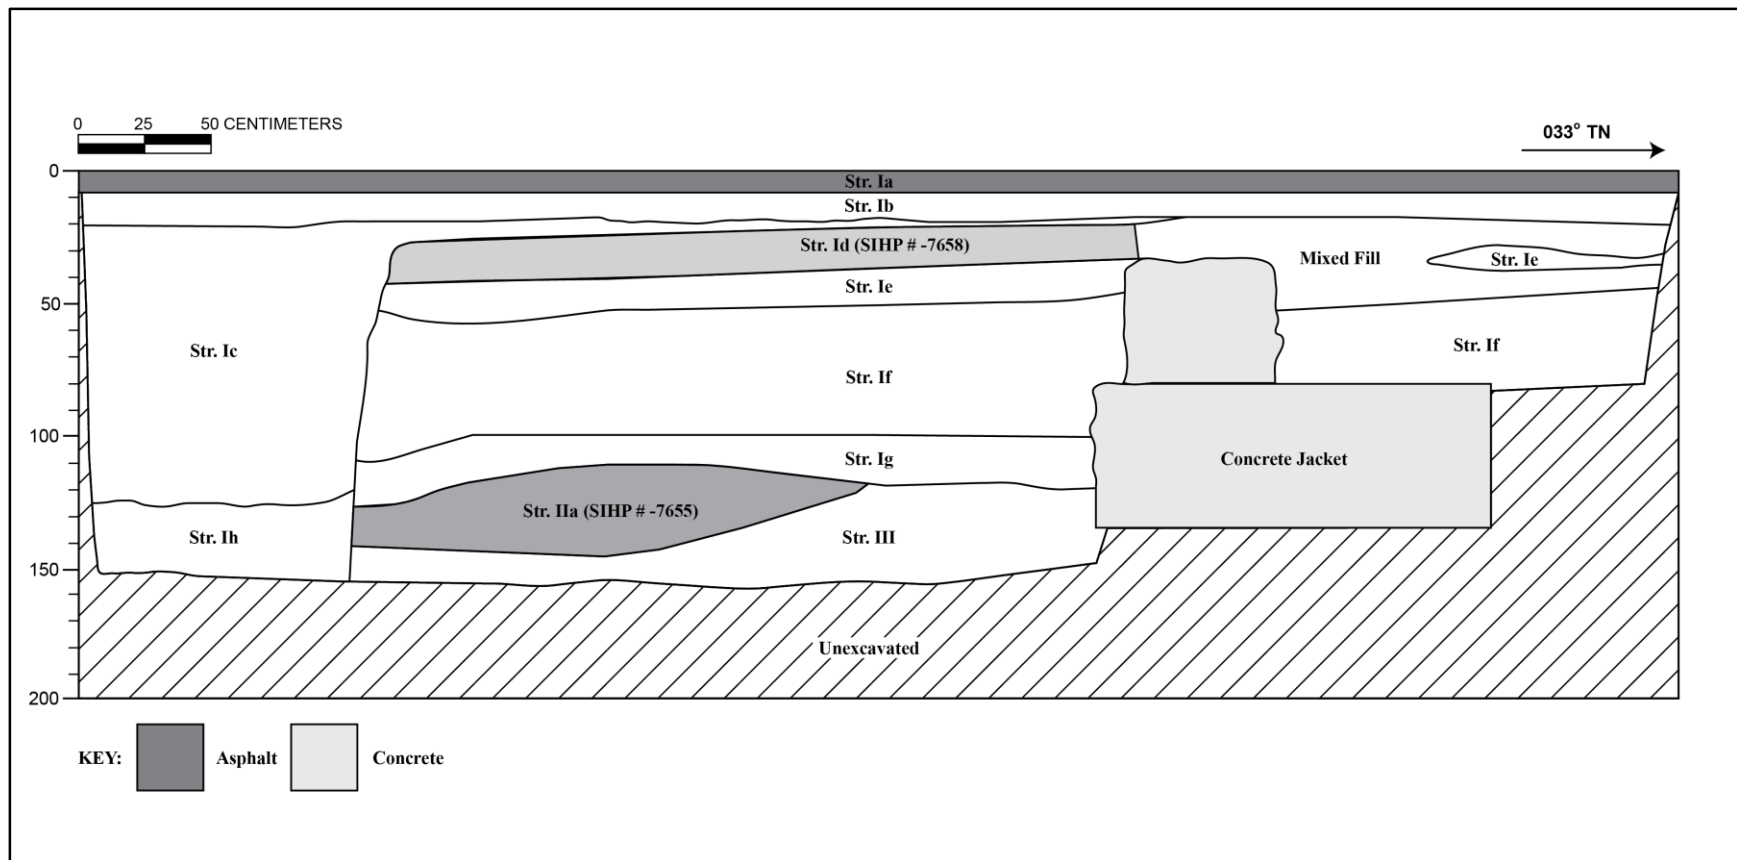 0 25 50 CENTIMETERS
033° TN
0
Str. Ia
Str. Ib
Str. Id (SIHP # -7658)
Mixed Fill
Str. Ie
Str. Ie
50
Str. Ic
Str. If
Str. If
100
Str. Ig
Concrete Jacket
Str. IIa (SIHP # -7655)
Str. Ih
Str. III
150
Unexcavated
200
KEY: Asphalt Concrete